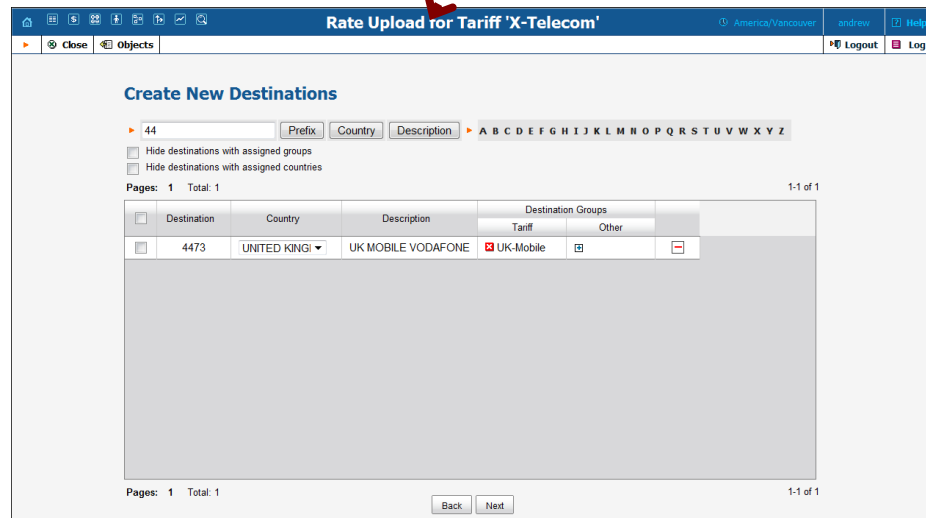 Rate Upload for Tariff 'X-Telecom'
America/Vancouver
andrew
Help
Close
Objects
Logout
Log
Create New Destinations
44
Prefix
Country
Description
A B C D E F G H I J K L M N O P Q R S T U V W X Y Z
Hide destinations with assigned groups
Hide destinations with assigned countries
Pages: 1 Total: 1
1-1 of 1
Destination
Country
Description
Destination Groups
Tariff
Other
4473
UNITED KINGI
UK MOBILE VODAFONE
UK-Mobile
Pages: 1 Total: 1
1-1 of 1
Back
Next